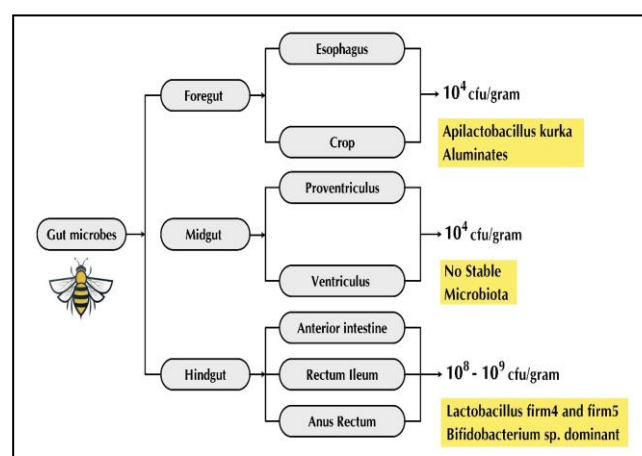 Gut microbes
Foregut
Esophagus
Crop
10⁴ cfu/gram
Apilactobacillus kurka
Aluminates
Midgut
Proventriculus
Ventriculus
10⁴ cfu/gram
No Stable
Microbiota
Hindgut
Anterior intestine
Rectum Ileum
Anus Rectum
10⁸ - 10⁹ cfu/gram
Lactobacillus firm4 and firm5
Bifidobacterium sp. dominant